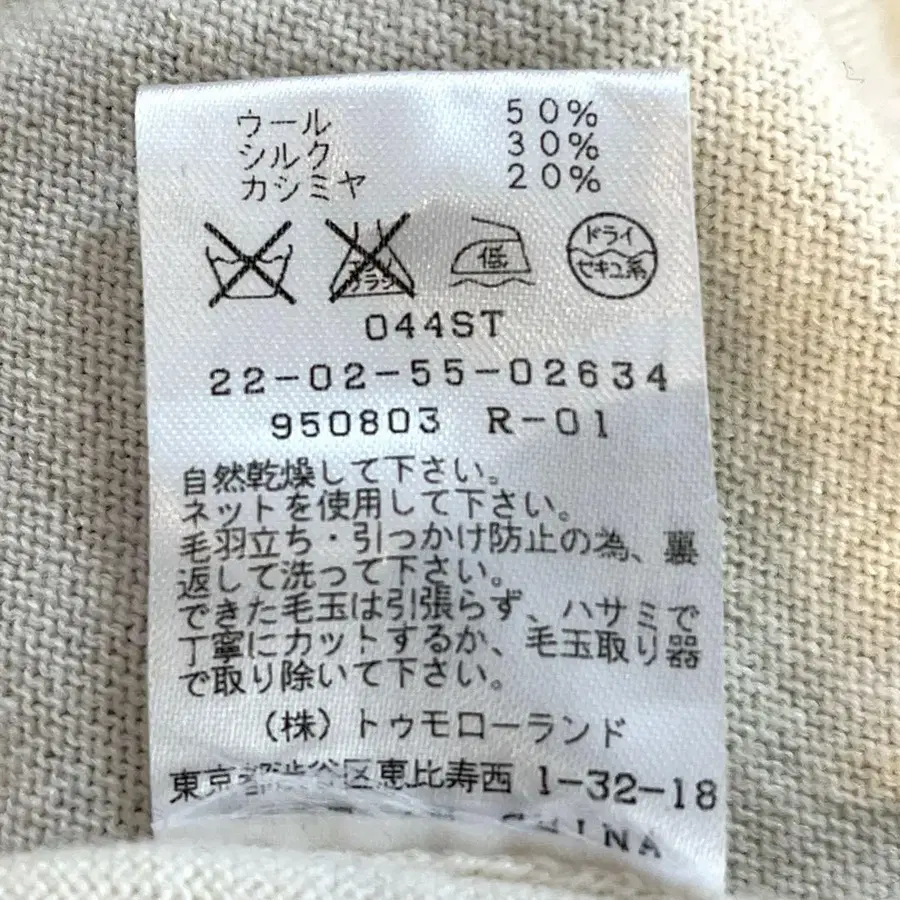 ウール 50%
シルク 30%
カシミヤ 20%
低
ドライ
セキユ系
044ST
22-02-55-02634
950803 R-01
自然乾燥して下さい。
ネットを使用して下さい。
毛羽立ち・引っかけ防止の為、裏
返して洗って下さい。
できた毛玉は引張らず、ハサミで
丁寧にカットするか、毛玉取り器
で取り除いて下さい。
(株)トゥモローランド
東京都渋谷区恵比寿西 1-32-18
CHINA